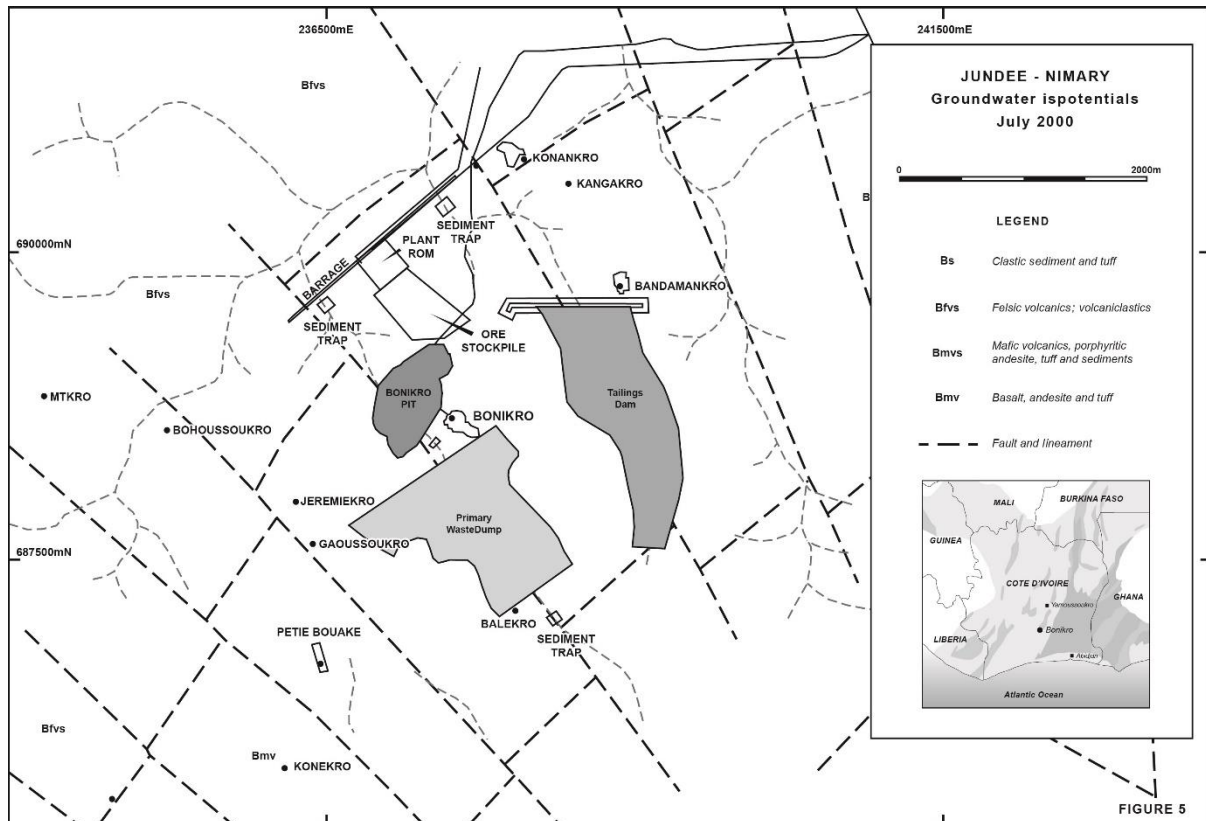 236500mE
241500mE
Bfvs
KONANKRO
KANGAKRO
SEDIMENT
TRAP
PLANT
ROM
690000mN
BARRAGE
Bfvs
BANDAMANKRO
SEDIMENT
TRAP
ORE
STOCKPILE
MTKRO
BONIKRO
PIT
Tailings
Dam
BONIKRO
BOHOUSSOUKRO
JEREMIEKRO
Primary
WasteDump
GAOUSSOUKRO
687500mN
BALEKRO
SEDIMENT
TRAP
PETIE BOUAKE
Bfvs
Bmv
KONEKRO
B
JUNDEE - NIMARY
Groundwater ispotentials
July 2000
0 2000m
LEGEND
Bs Clastic sediment and tuff
Bfvs Felsic volcanics; volcaniclastics
Bmvs Mafic volcanics, porphyritic
andesite, tuff and sediments
Bmv Basalt, andesite and tuff
Fault and lineament
MALI
BURKINA FASO
GUINEA
COTE D'IVOIRE
GHANA
Yamoussoukro
Bonikro
LIBERIA
Abidjan
Atlantic Ocean
FIGURE 5